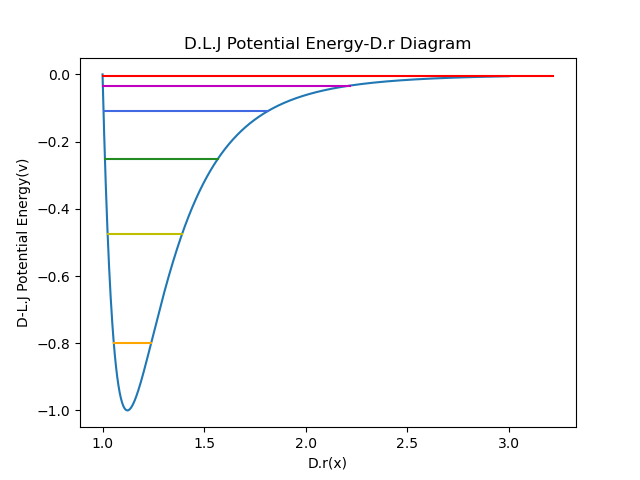 D.L.J Potential Energy-D.r Diagram
0.0
−0.2
−0.4
−0.6
−0.8
−1.0
D-L.J Potential Energy(v)
1.0 1.5 2.0 2.5 3.0
D.r(x)